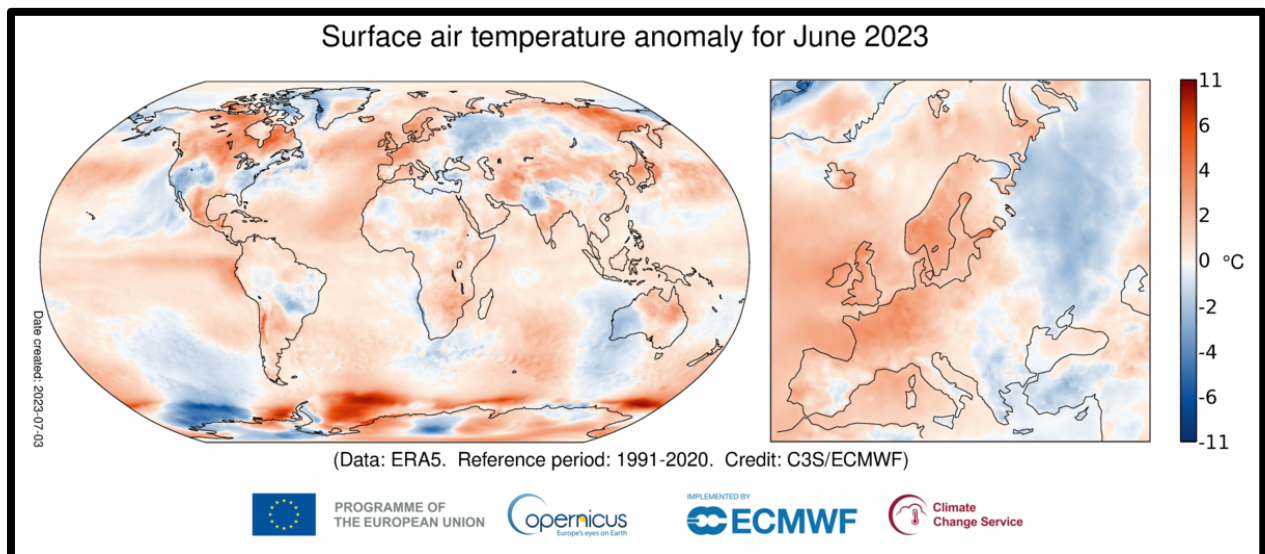 Surface air temperature anomaly for June 2023
11
6
4
2
0 °C
-2
-4
-6
-11
Date created: 2023-07-03
(Data: ERA5. Reference period: 1991-2020. Credit: C3S/ECMWF)
PROGRAMME OF
THE EUROPEAN UNION
opernicus
Europe's eyes on Earth
IMPLEMENTED BY
ECMWF
Climate
Change Service